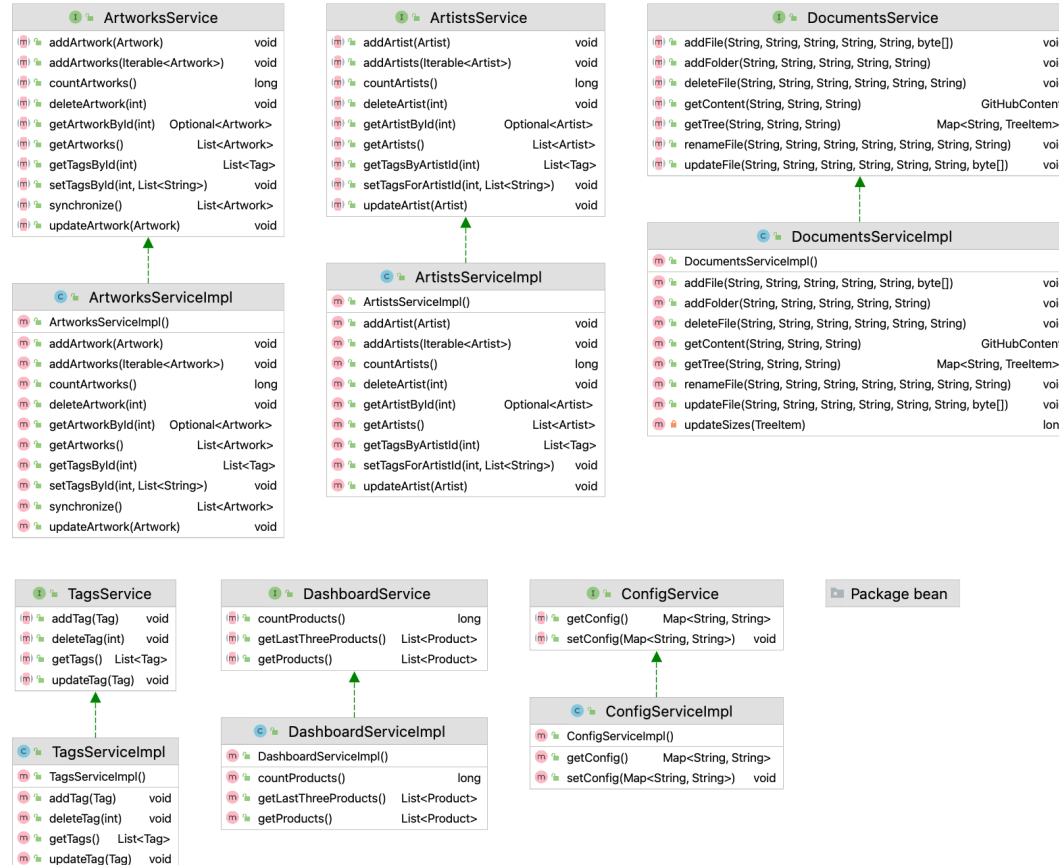 ArtworksService
addArtwork(Artwork) void
addArtworks(Iterable<Artwork>) void
countArtworks() long
deleteArtwork(int) void
getArtworkById(int) Optional<Artwork>
getArtworks() List<Artwork>
getTagsById(int) List<Tag>
setTagsById(int, List<String>) void
synchronize() List<Artwork>
updateArtwork(Artwork) void
ArtworksServiceImpl
ArtworksServiceImpl()
addArtwork(Artwork) void
addArtworks(Iterable<Artwork>) void
countArtworks() long
deleteArtwork(int) void
getArtworkById(int) Optional<Artwork>
getArtworks() List<Artwork>
getTagsById(int) List<Tag>
setTagsById(int, List<String>) void
synchronize() List<Artwork>
updateArtwork(Artwork) void
ArtistsService
addArtist(Artist) void
addArtists(Iterable<Artist>) void
countArtists() long
deleteArtist(int) void
getArtistById(int) Optional<Artist>
getArtists() List<Artist>
getTagsByArtistId(int) List<Tag>
setTagsForArtistId(int, List<String>) void
updateArtist(Artist) void
ArtistsServiceImpl
ArtistsServiceImpl()
addArtist(Artist) void
addArtists(Iterable<Artist>) void
countArtists() long
deleteArtist(int) void
getArtistById(int) Optional<Artist>
getArtists() List<Artist>
getTagsByArtistId(int) List<Tag>
setTagsForArtistId(int, List<String>) void
updateArtist(Artist) void
DocumentsService
addFile(String, String, String, String, String, byte[]) voi
addFolder(String, String, String, String, String) voi
deleteFile(String, String, String, String, String, String) voi
getContent(String, String, String) GitHubContent
getTree(String, String, String) Map<String, TreeItem>
renameFile(String, String, String, String, String, String, String) voi
updateFile(String, String, String, String, String, String, byte[]) voi
DocumentsServiceImpl
DocumentsServiceImpl()
addFile(String, String, String, String, String, byte[]) voi
addFolder(String, String, String, String, String) voi
deleteFile(String, String, String, String, String, String) voi
getContent(String, String, String) GitHubContent
getTree(String, String, String) Map<String, TreeItem>
renameFile(String, String, String, String, String, String, String) voi
updateFile(String, String, String, String, String, String, byte[]) voi
updateSizes(TreeItem) lon
TagsService
addTag(Tag) void
deleteTag(int) void
getTags() List<Tag>
updateTag(Tag) void
TagsServiceImpl
TagsServiceImpl()
addTag(Tag) void
deleteTag(int) void
getTags() List<Tag>
updateTag(Tag) void
DashboardService
countProducts() long
getLastThreeProducts() List<Product>
getProducts() List<Product>
DashboardServiceImpl
DashboardServiceImpl()
countProducts() long
getLastThreeProducts() List<Product>
getProducts() List<Product>
ConfigService
getConfig() Map<String, String>
setConfig(Map<String, String>) void
ConfigServiceImpl
ConfigServiceImpl()
getConfig() Map<String, String>
setConfig(Map<String, String>) void
Package bean